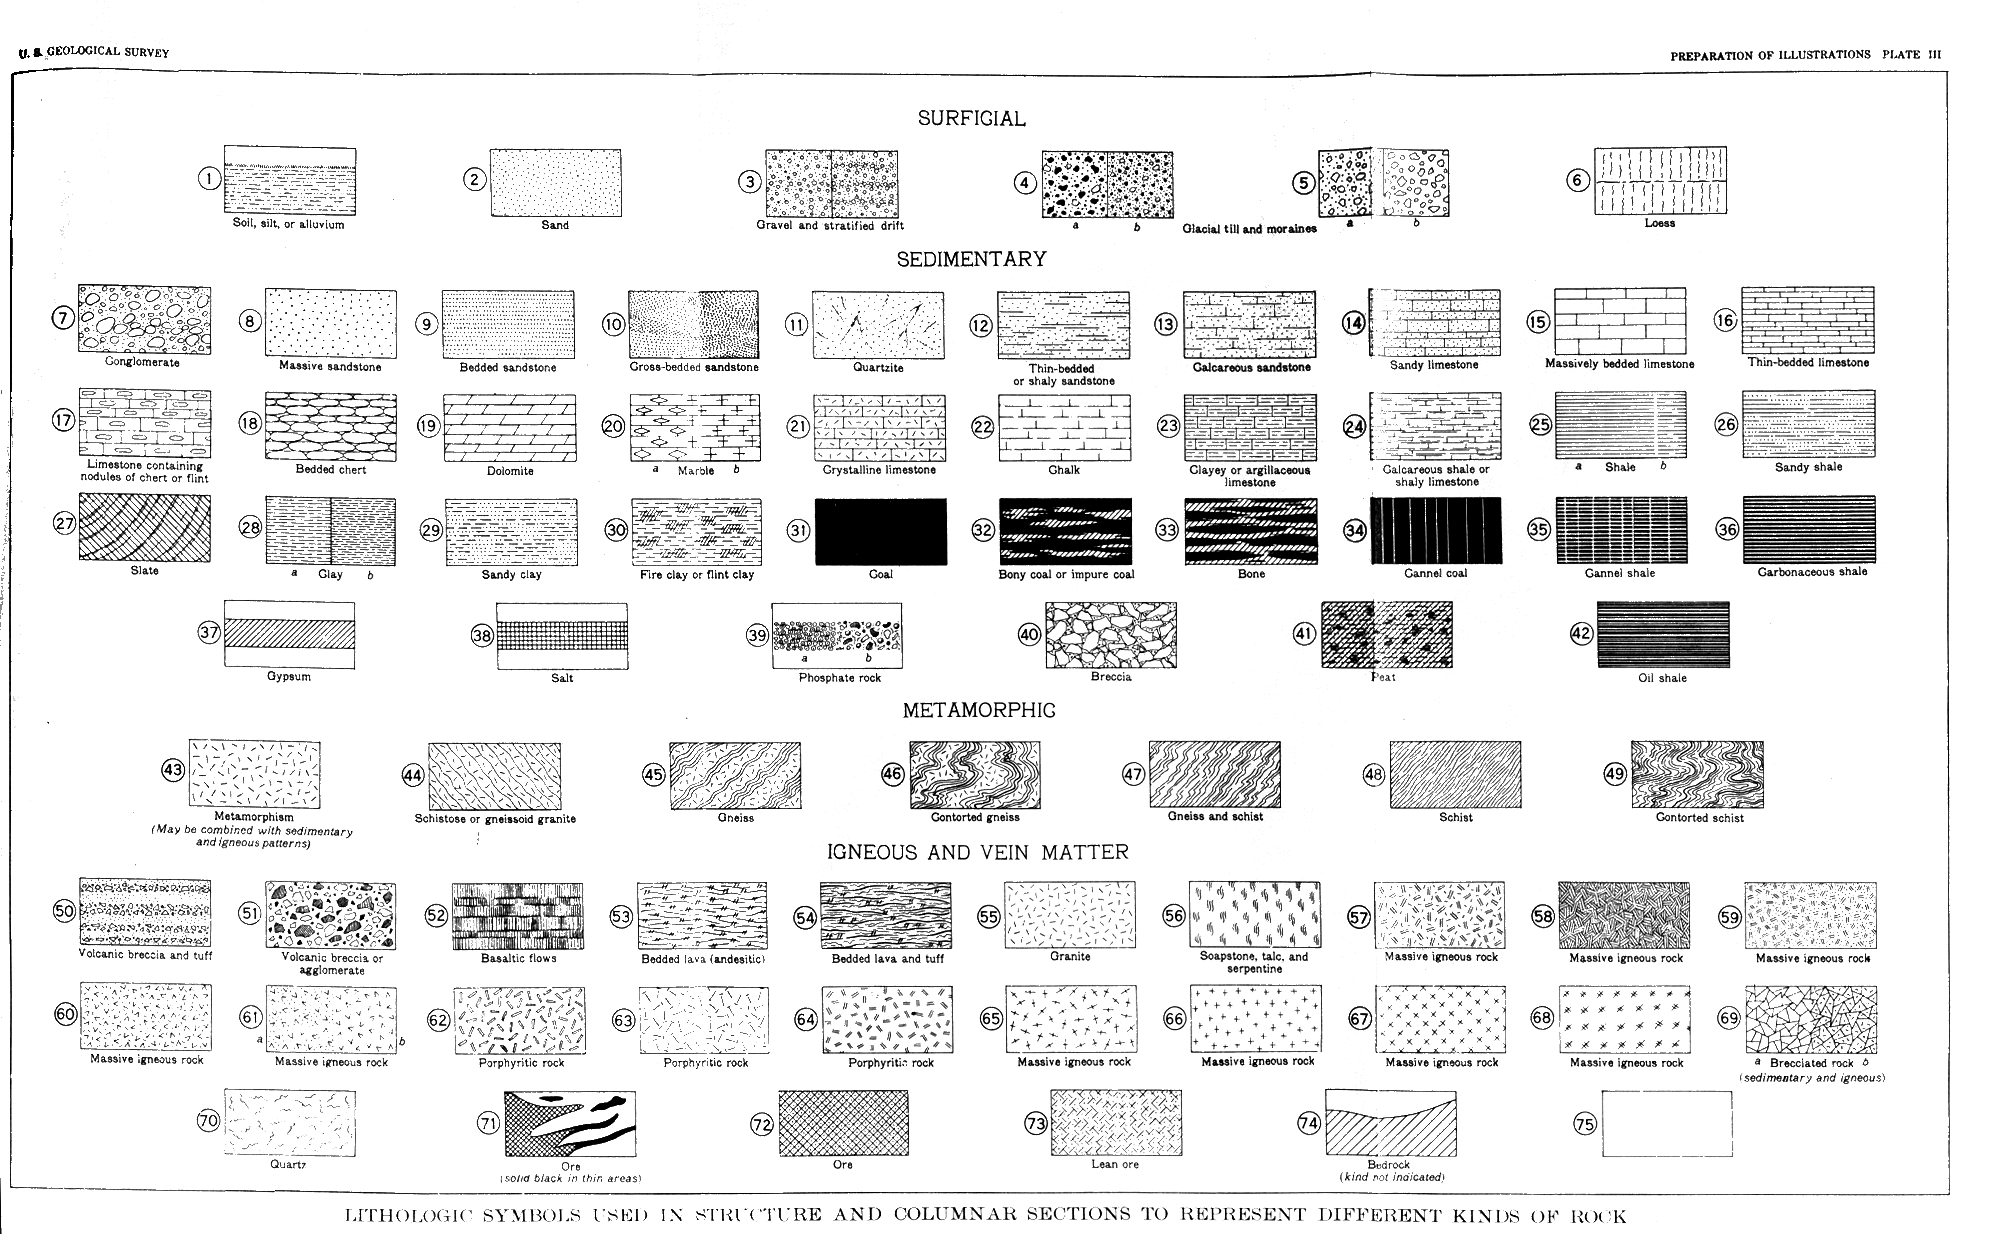 U. S. GEOLOGICAL SURVEY
PREPARATION OF ILLUSTRATIONS PLATE III
SURFICIAL
1
2
3
4
5
6
Soil, silt, or alluvium
Sand
Gravel and stratified drift
a
b
Glacial till and moraines
a
b
Loess
SEDIMENTARY
7
8
9
10
11
12
13
14
15
16
Conglomerate
Massive sandstone
Bedded sandstone
Cross-bedded sandstone
Quartzite
Thin-bedded
or shaly sandstone
Calcareous sandstone
Sandy limestone
Massively bedded limestone
Thin-bedded limestone
17
18
19
20
21
22
23
24
25
26
Limestone containing
nodules of chert or flint
Bedded chert
Dolomite
a Marble b
Crystalline limestone
Chalk
Clayey or argillaceous
limestone
Calcareous shale or
shaly limestone
a Shale b
Sandy shale
27
28
29
30
31
32
33
34
35
36
Slate
a Clay b
Sandy clay
Fire clay or flint clay
Coal
Bony coal or impure coal
Bone
Cannel coal
Cannel shale
Carbonaceous shale
37
38
39
40
41
42
a
b
Gypsum
Salt
Phosphate rock
Breccia
Peat
Oil shale
METAMORPHIC
43
44
45
46
47
48
49
Metamorphism
(May be combined with sedimentary
and igneous patterns)
Schistose or gneissoid granite
Gneiss
Contorted gneiss
Gneiss and schist
Schist
Contorted schist
IGNEOUS AND VEIN MATTER
50
51
52
53
54
55
56
57
58
59
Volcanic breccia and tuff
Volcanic breccia or
agglomerate
Basaltic flows
Bedded lava (andesitic)
Bedded lava and tuff
Granite
Soapstone, talc, and
serpentine
Massive igneous rock
Massive igneous rock
Massive igneous rock
60
61
a
b
62
63
64
65
66
67
68
69
Massive igneous rock
Massive igneous rock
Porphyritic rock
Porphyritic rock
Porphyritic rock
Massive igneous rock
Massive igneous rock
Massive igneous rock
Massive igneous rock
a Brecciated rock b
(sedimentary and igneous)
70
71
72
73
74
75
Quartz
Ore
(solid black in thin areas)
Ore
Lean ore
Bedrock
(kind not indicated)
LITHOLOGIC SYMBOLS USED IN STRUCTURE AND COLUMNAR SECTIONS TO REPRESENT DIFFERENT KINDS OF ROCK